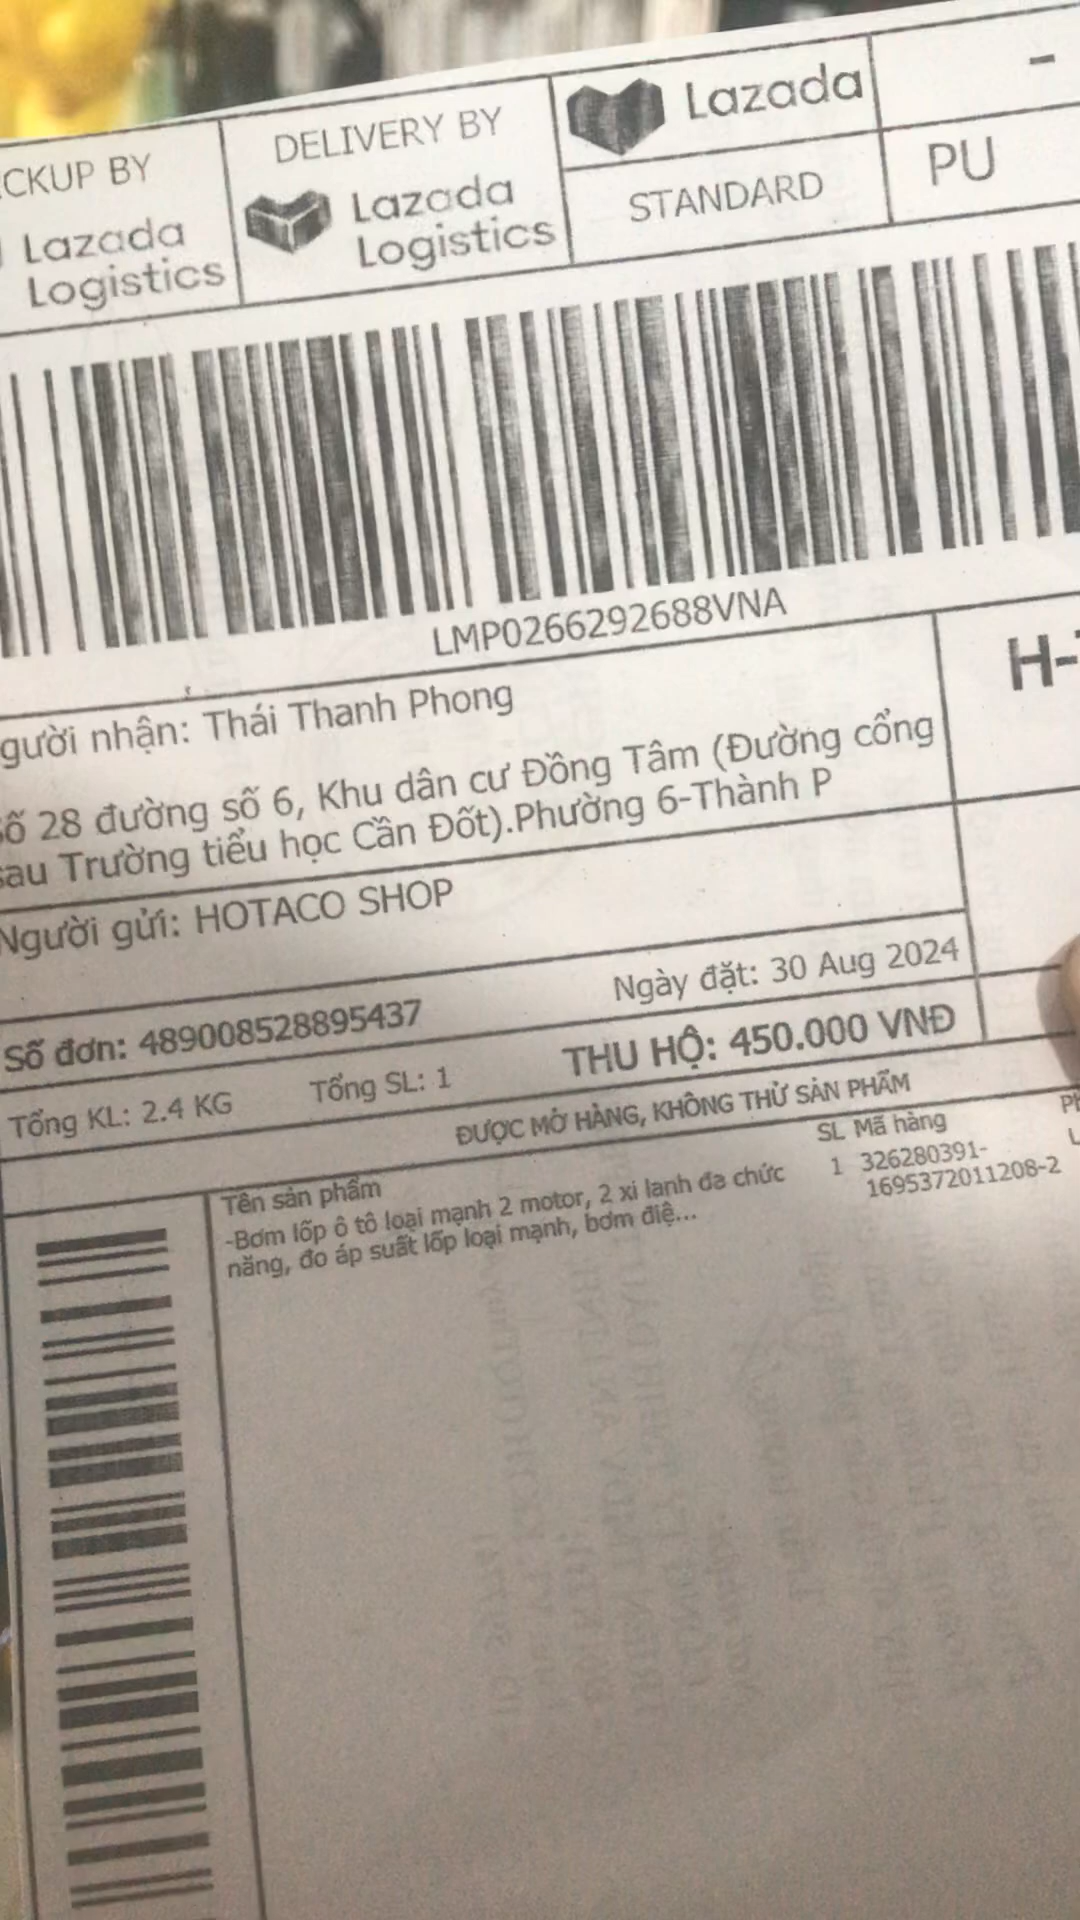 CKUP BY
Lazada
Logistics
DELIVERY BY
Lazada
Logistics
Lazada
STANDARD
-
PU
LMP0266292688VNA
gười nhận: Thái Thanh Phong
H-
ố 28 đường số 6, Khu dân cư Đồng Tâm (Đường cổng
sau Trường tiểu học Cần Đốt).Phường 6-Thành P
Người gửi: HOTACO SHOP
Ngày đặt: 30 Aug 2024
Số đơn: 489008528895437
THU HỘ: 450.000 VNĐ
Tổng KL: 2.4 KG
Tổng SL: 1
ĐƯỢC MỞ HÀNG, KHÔNG THỬ SẢN PHẨM
Tên sản phẩm
SL Mã hàng
-Bơm lốp ô tô loại mạnh 2 motor, 2 xi lanh đa chức
năng, đo áp suất lốp loại mạnh, bơm điệ...
1 326280391-
1695372011208-2